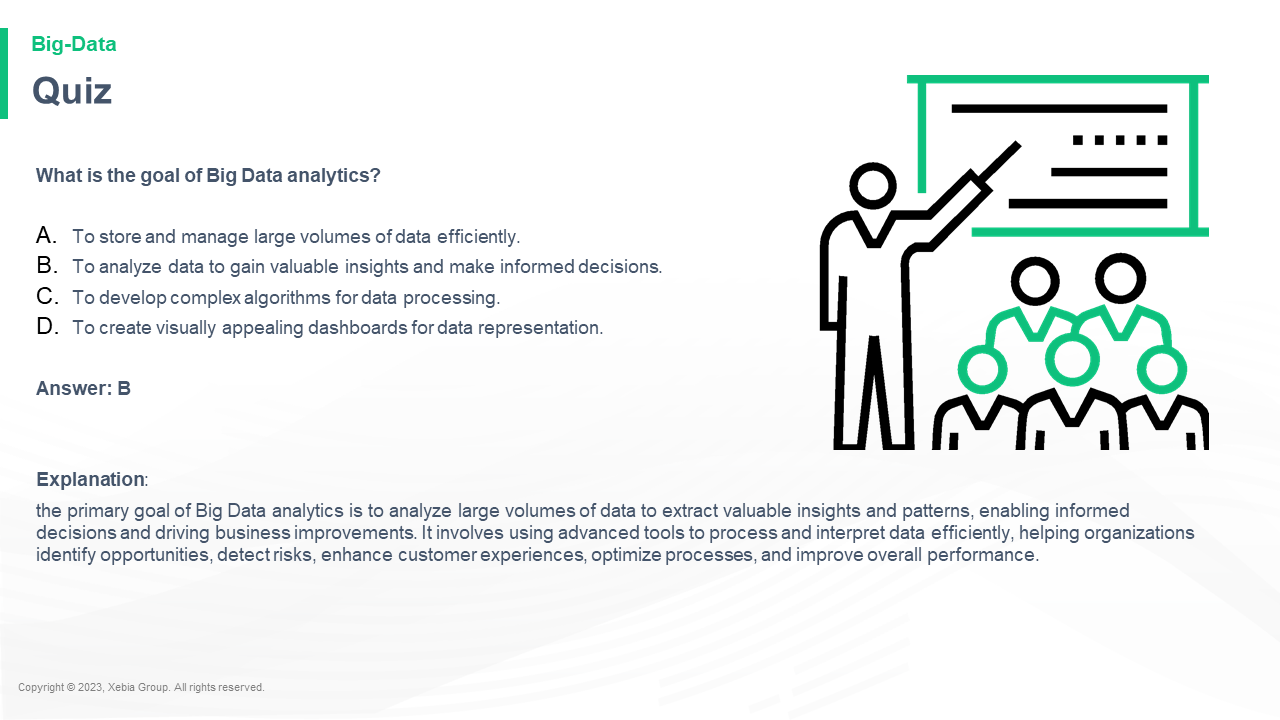 Big-Data
Quiz
What is the goal of Big Data analytics?
A. To store and manage large volumes of data efficiently.
B. To analyze data to gain valuable insights and make informed decisions.
C. To develop complex algorithms for data processing.
D. To create visually appealing dashboards for data representation.
Answer: B
Explanation:
the primary goal of Big Data analytics is to analyze large volumes of data to extract valuable insights and patterns, enabling informed
decisions and driving business improvements. It involves using advanced tools to process and interpret data efficiently, helping organizations
identify opportunities, detect risks, enhance customer experiences, optimize processes, and improve overall performance.
Copyright © 2023, Xebia Group. All rights reserved.